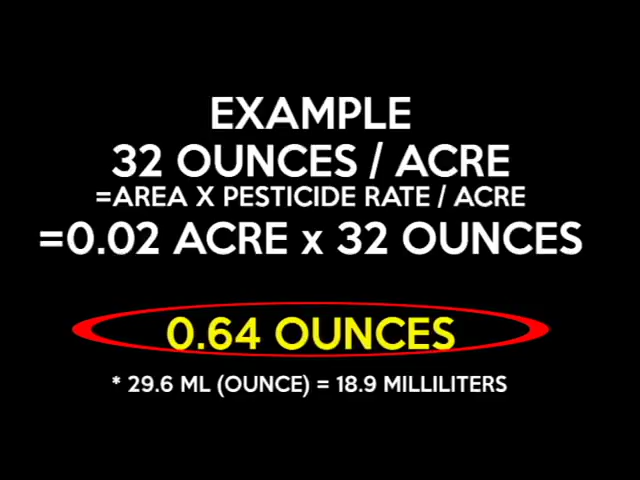 EXAMPLE
32 OUNCES / ACRE
=AREA X PESTICIDE RATE / ACRE
=0.02 ACRE x 32 OUNCES
0.64 OUNCES
* 29.6 ML (OUNCE) = 18.9 MILLILITERS